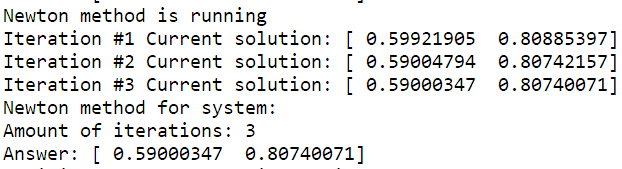 Newton method is running
Iteration #1 Current solution: [ 0.59921905  0.80885397]
Iteration #2 Current solution: [ 0.59004794  0.80742157]
Iteration #3 Current solution: [ 0.59000347  0.80740071]
Newton method for system:
Amount of iterations: 3
Answer: [ 0.59000347  0.80740071]